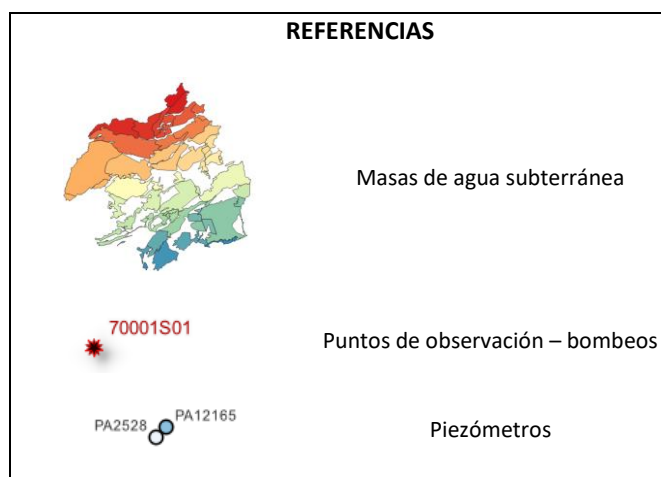 REFERENCIAS
Masas de agua subterránea
70001S01
Puntos de observación – bombeos
PA12165
PA2528
Piezómetros